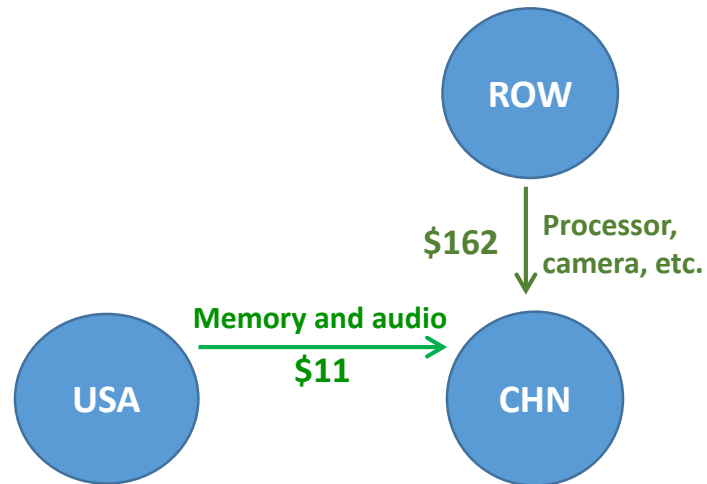 ROW
$162
Processor,
camera, etc.
Memory and audio
$11
USA
CHN